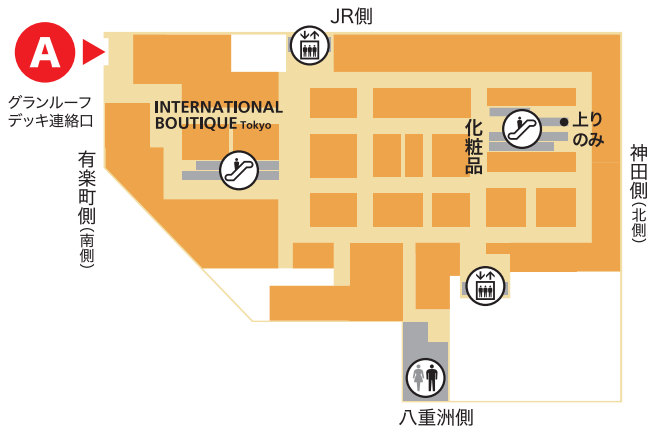 JR側
A
グランルーフ
デッキ連絡口
INTERNATIONAL
BOUTIQUE Tokyo
化粧品
上り
のみ
有楽町側(南側)
神田側(北側)
八重洲側